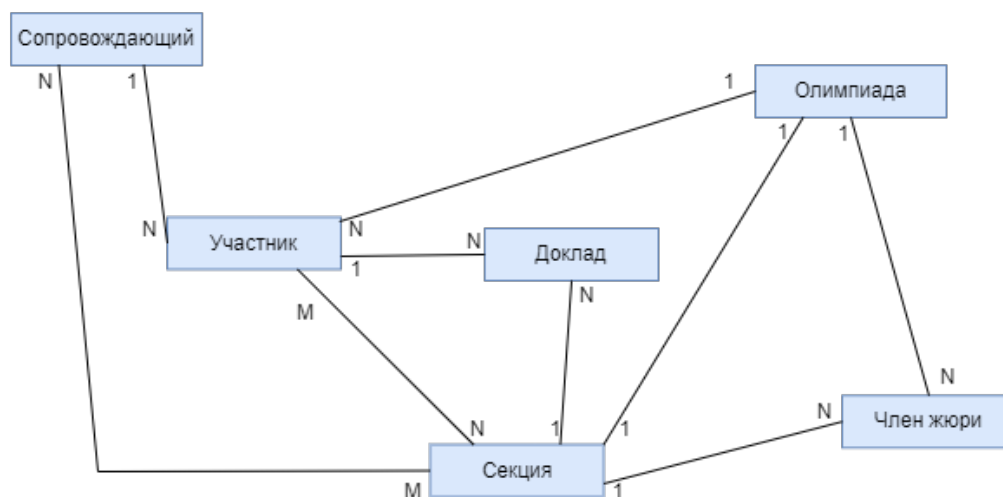 Сопровождающий
N
1
1
Олимпиада
1
1
N
Участник
N
1
N
Доклад
N
M
N
1
1
N
N
Член жюри
Секция
M
1